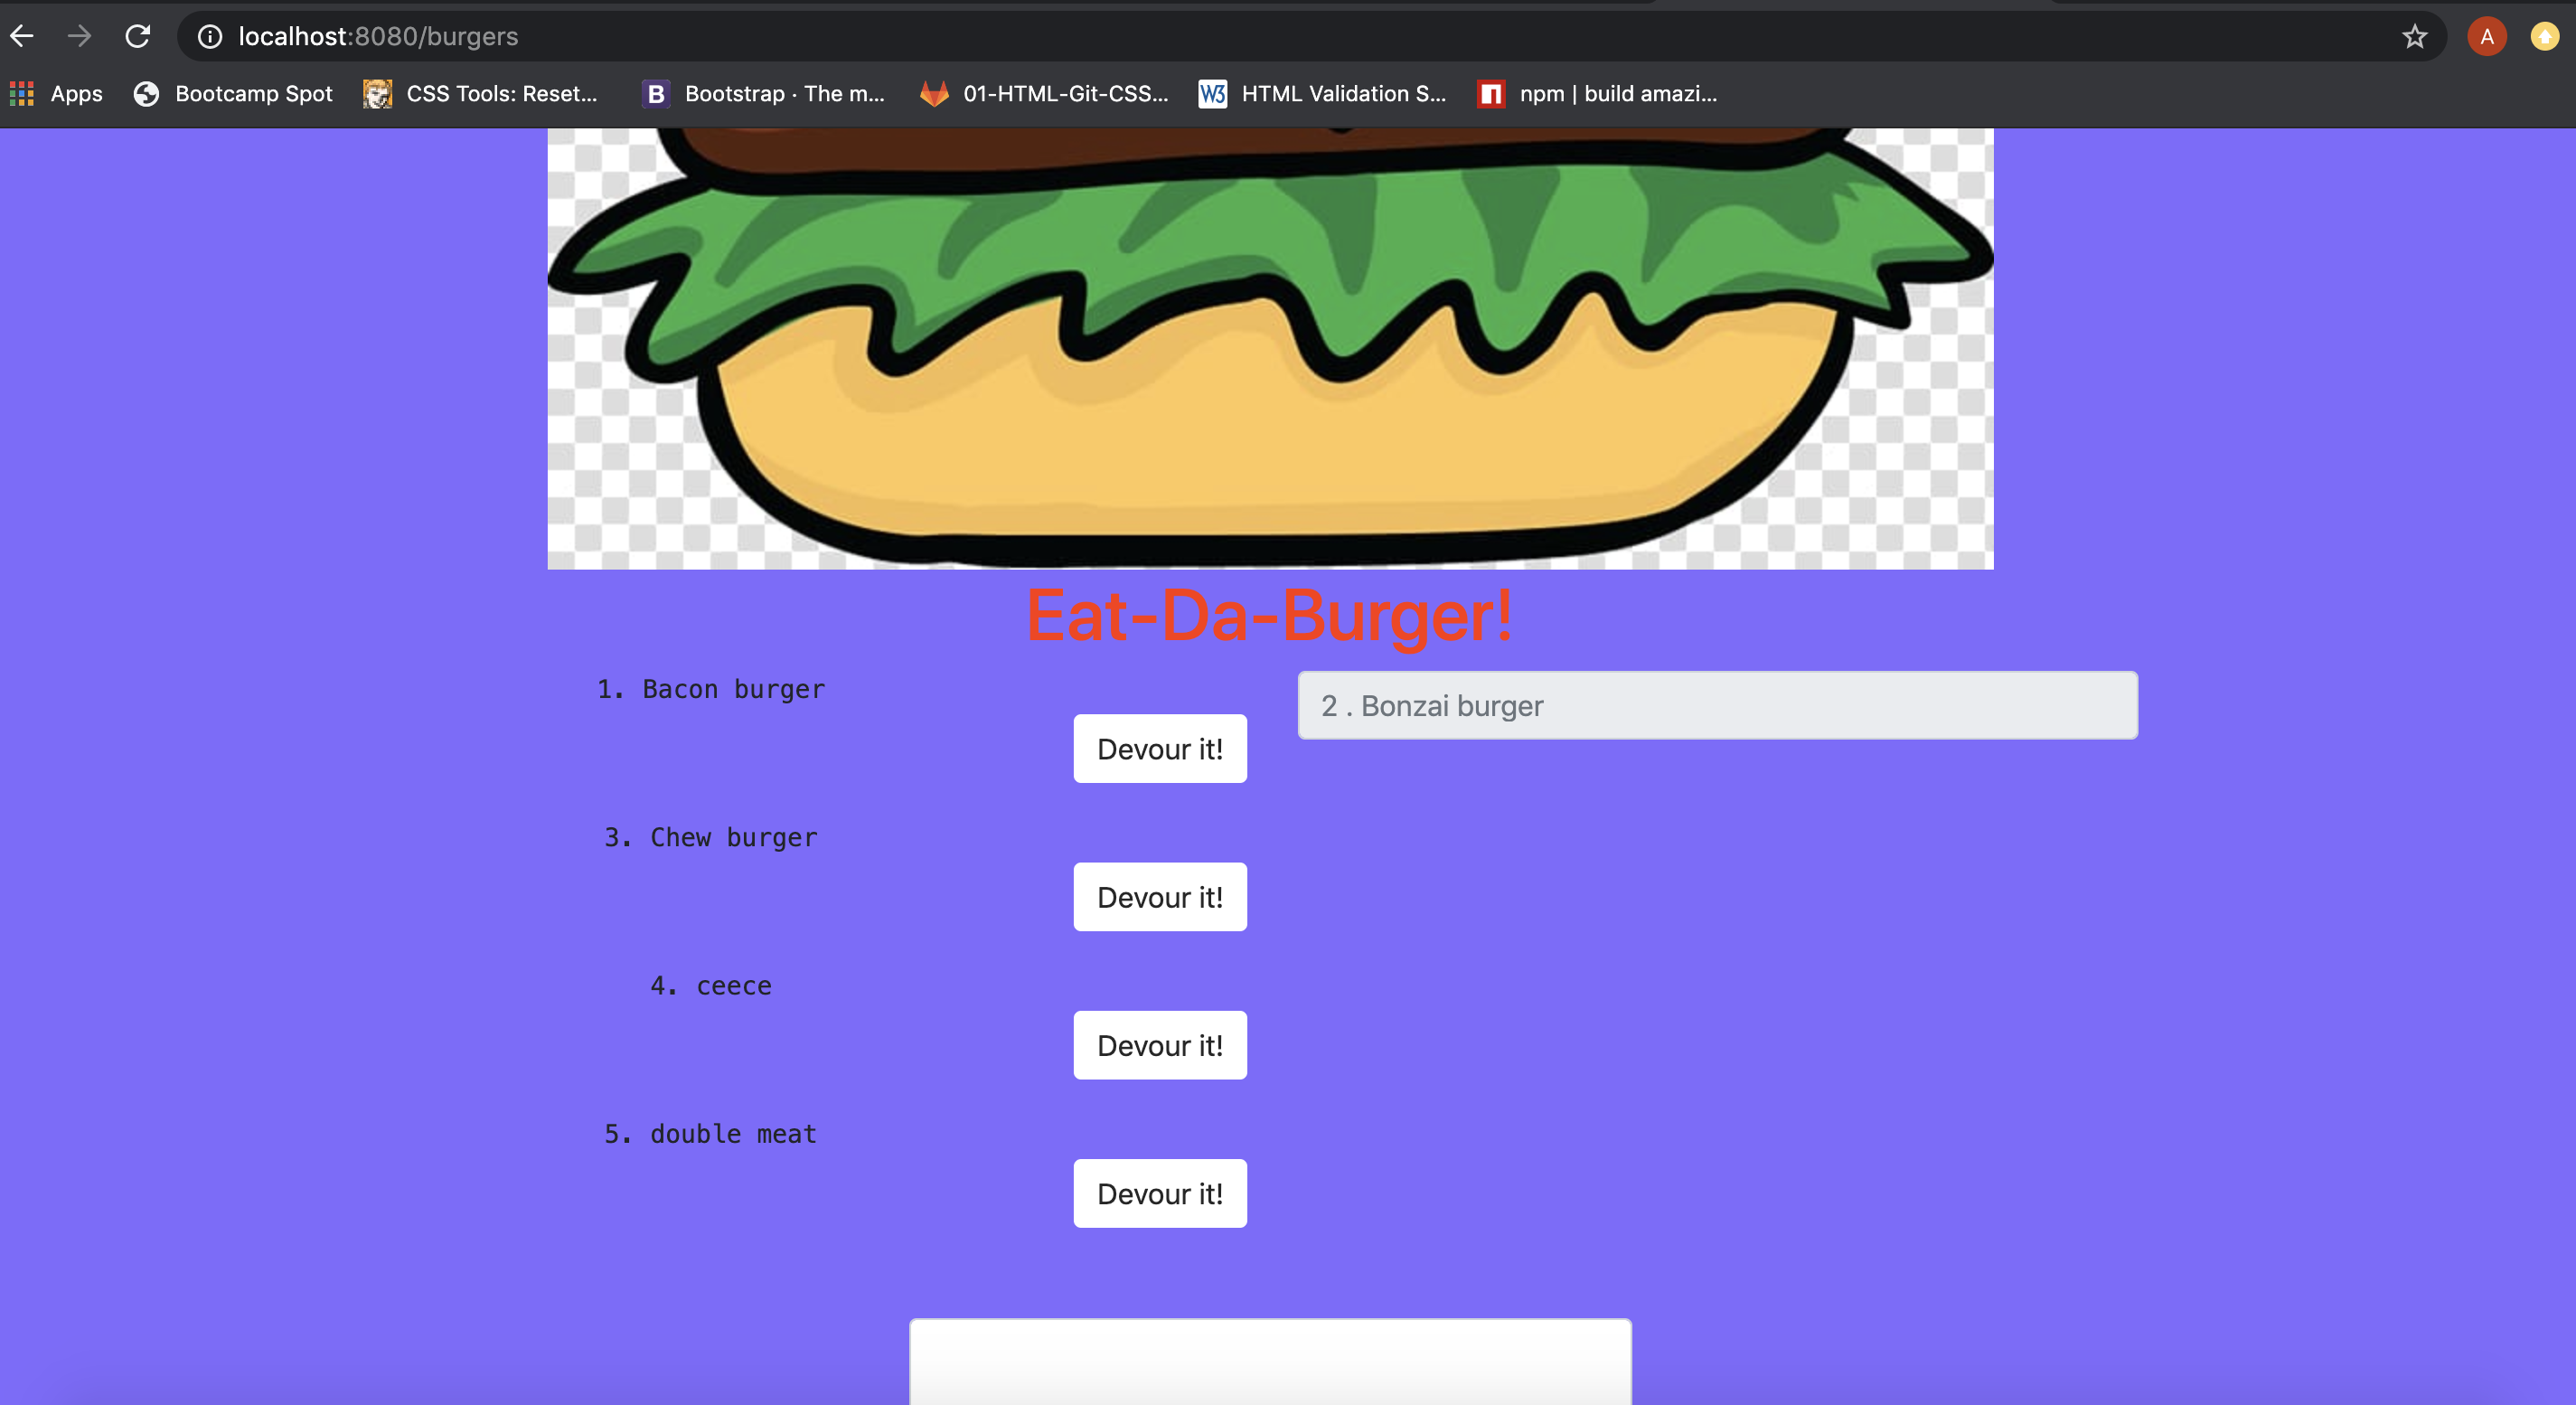 localhost:8080/burgers
A
Apps Bootcamp Spot CSS Tools: Reset... B Bootstrap · The m... 01-HTML-Git-CSS... W3 HTML Validation S... npm | build amazi...
Eat-Da-Burger!
1. Bacon burger
2 . Bonzai burger
Devour it!
3. Chew burger
Devour it!
4. ceece
Devour it!
5. double meat
Devour it!